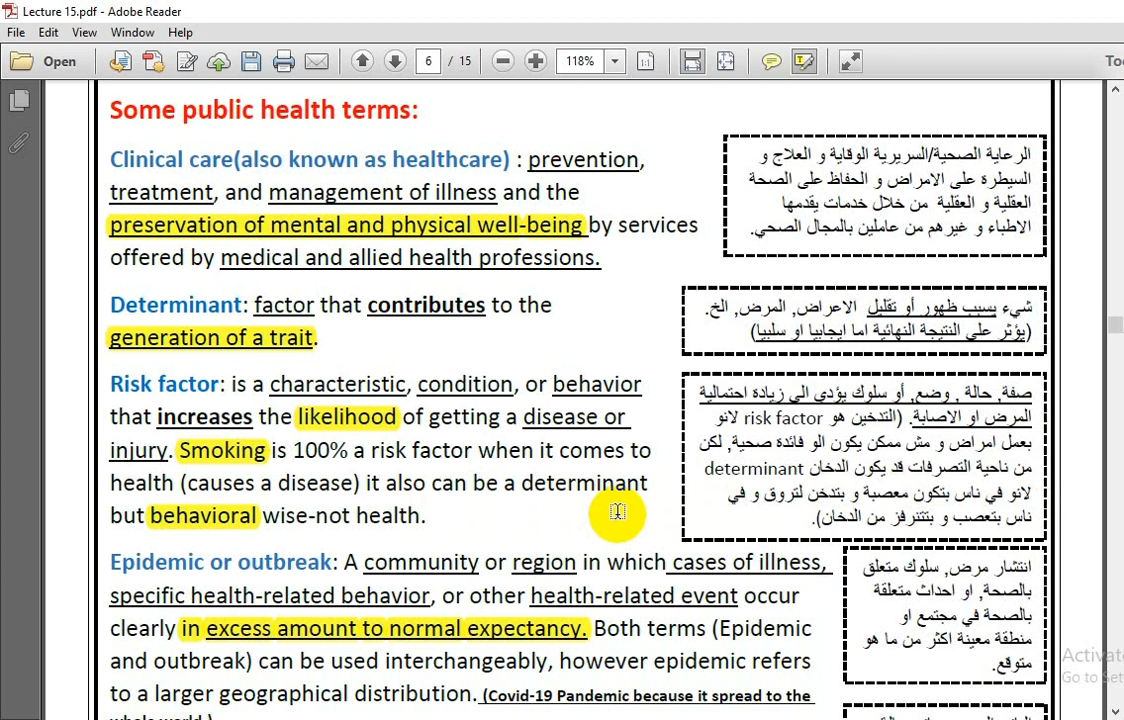 Lecture 15.pdf - Adobe Reader
File Edit View Window Help
Open 6 / 15 118% Too
Some public health terms:
Clinical care(also known as healthcare) : prevention,
treatment, and management of illness and the
preservation of mental and physical well-being by services
offered by medical and allied health professions.
الرعاية الصحية/السريرية الوقاية و العلاج و
السيطرة على الامراض و الحفاظ على الصحة
العقلية و العقلية من خلال خدمات يقدمها
الاطباء و غيرهم من عاملين بالمجال الصحي.
Determinant: factor that contributes to the
generation of a trait.
شيء يسبب ظهور أو تقليل الاعراض, المرض, الخ.
(يؤثر على النتيجة النهائية اما ايجابيا او سلبيا)
Risk factor: is a characteristic, condition, or behavior
that increases the likelihood of getting a disease or
injury. Smoking is 100% a risk factor when it comes to
health (causes a disease) it also can be a determinant
but behavioral wise-not health.
صفة, حالة , وضع, أو سلوك يؤدي الى زيادة احتمالية
المرض او الاصابة. (التدخين هو risk factor لانو
بعمل امراض و مش ممكن يكون الو فائدة صحية, لكن
من ناحية التصرفات قد يكون الدخان determinant
لانو في ناس بتكون معصبة و بتدخن لتروق و في
ناس بتعصب و بتتنرفز من الدخان).
Epidemic or outbreak: A community or region in which cases of illness,
specific health-related behavior, or other health-related event occur
clearly in excess amount to normal expectancy. Both terms (Epidemic
and outbreak) can be used interchangeably, however epidemic refers
to a larger geographical distribution. (Covid-19 Pandemic because it spread to the
whole world.)
انتشار مرض, سلوك متعلق
بالصحة, او احداث متعلقة
بالصحة في مجتمع او
منطقة معينة اكثر من ما هو
متوقع.
Activate
Go to Set